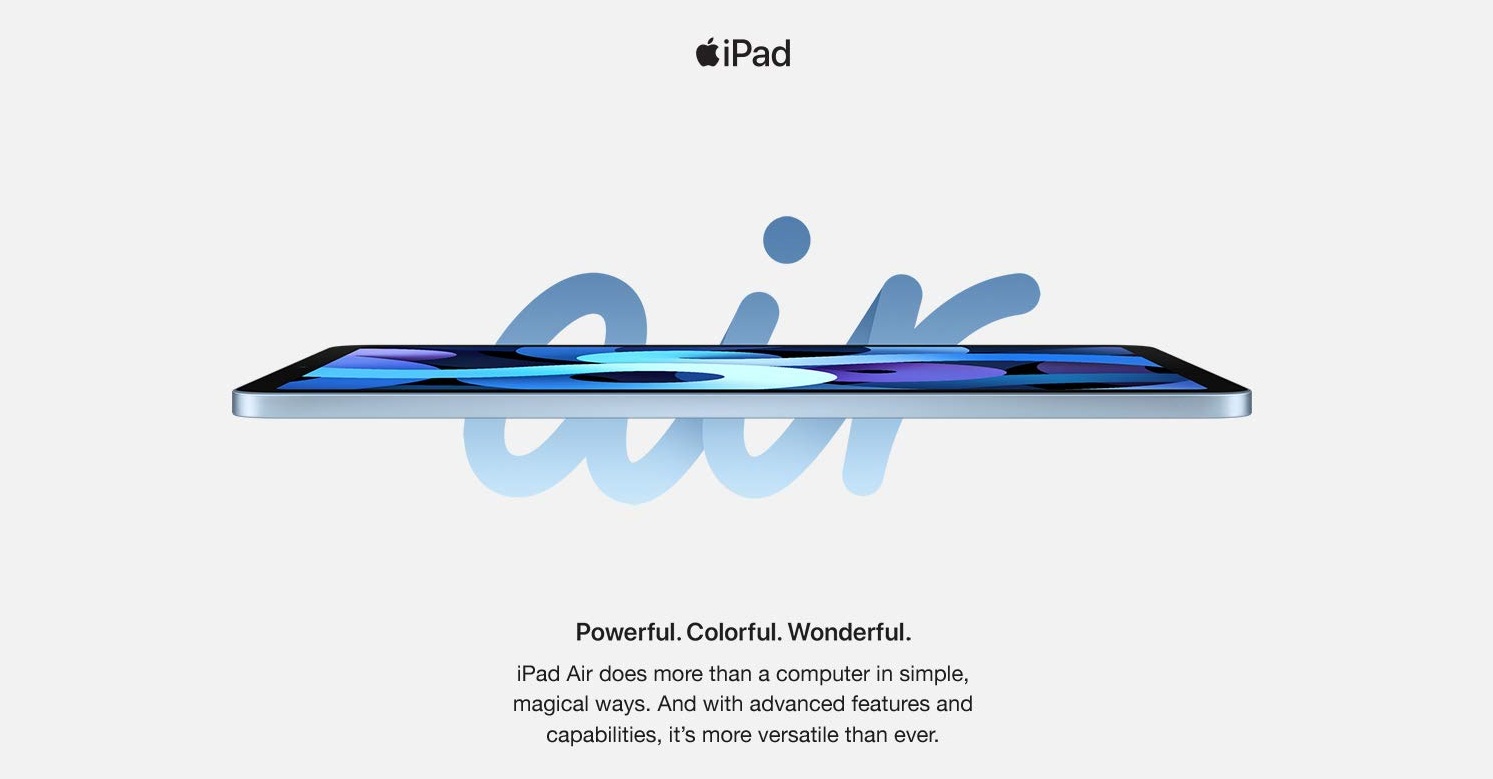 iPad
air
Powerful. Colorful. Wonderful.
iPad Air does more than a computer in simple,
magical ways. And with advanced features and
capabilities, it’s more versatile than ever.